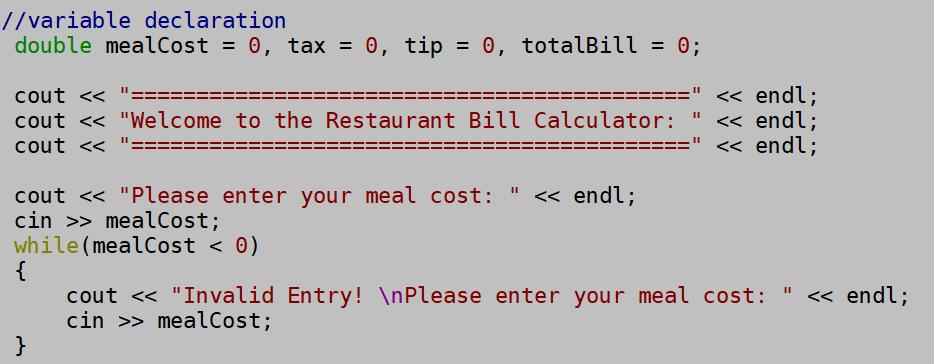 //variable declaration
double mealCost = 0, tax = 0, tip = 0, totalBill = 0;
cout << "===========================================" << endl;
cout << "Welcome to the Restaurant Bill Calculator: " << endl;
cout << "===========================================" << endl;
cout << "Please enter your meal cost: " << endl;
cin >> mealCost;
while(mealCost < 0)
{
cout << "Invalid Entry! \nPlease enter your meal cost: " << endl;
cin >> mealCost;
}